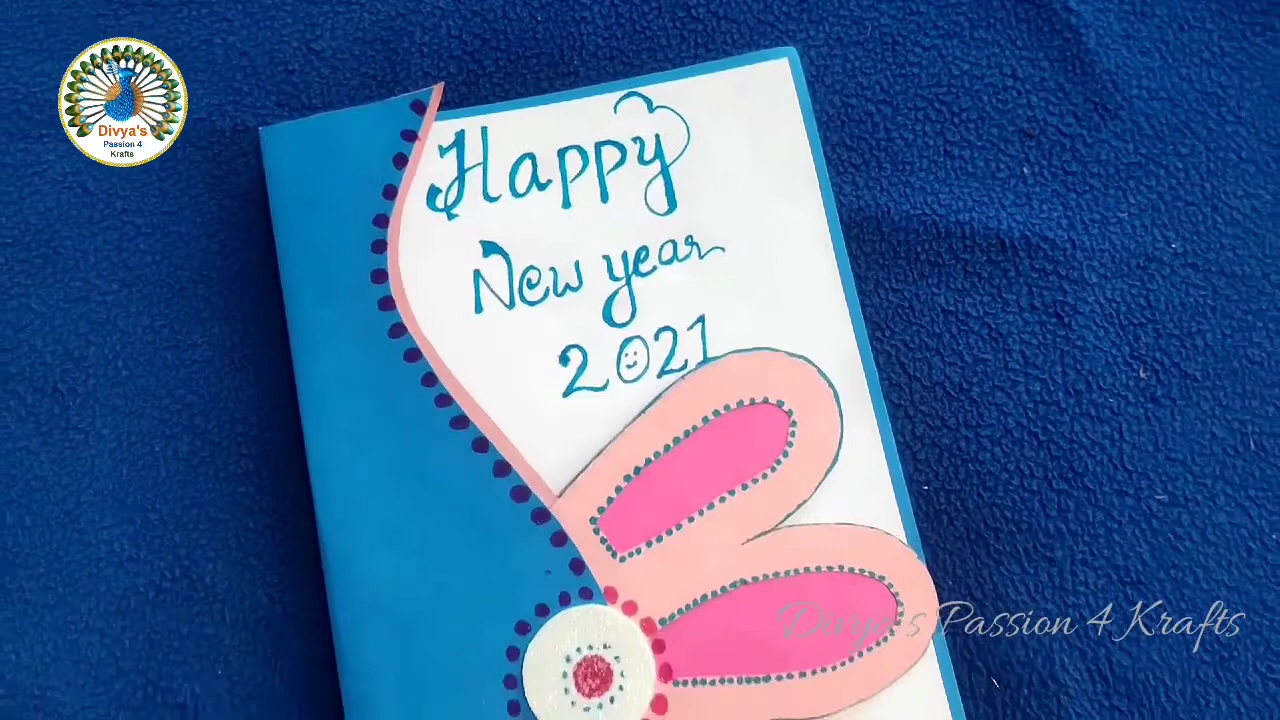 Divya's
Passion 4
Krafts
Happy
New year
2021
Divya's Passion 4 Krafts